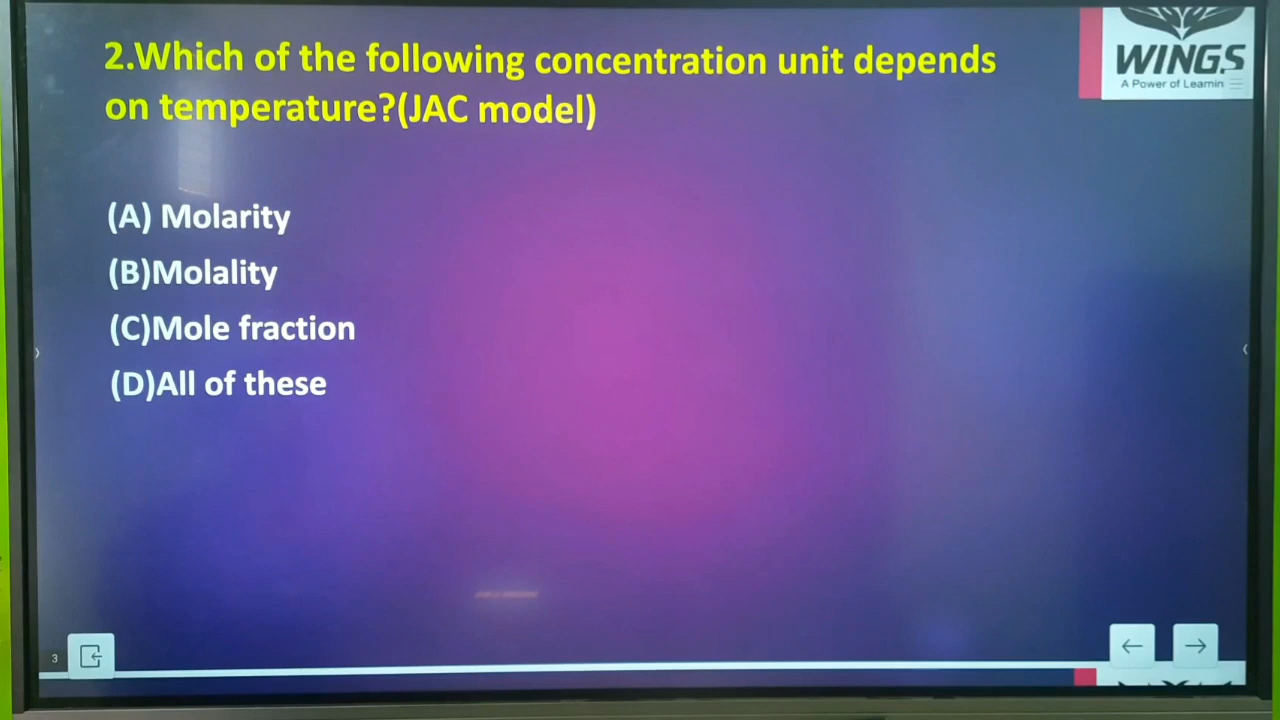 2.Which of the following concentration unit depends
on temperature?(JAC model)
WINGS
A Power of Learnin
(A) Molarity
(B)Molality
(C)Mole fraction
(D)All of these
3